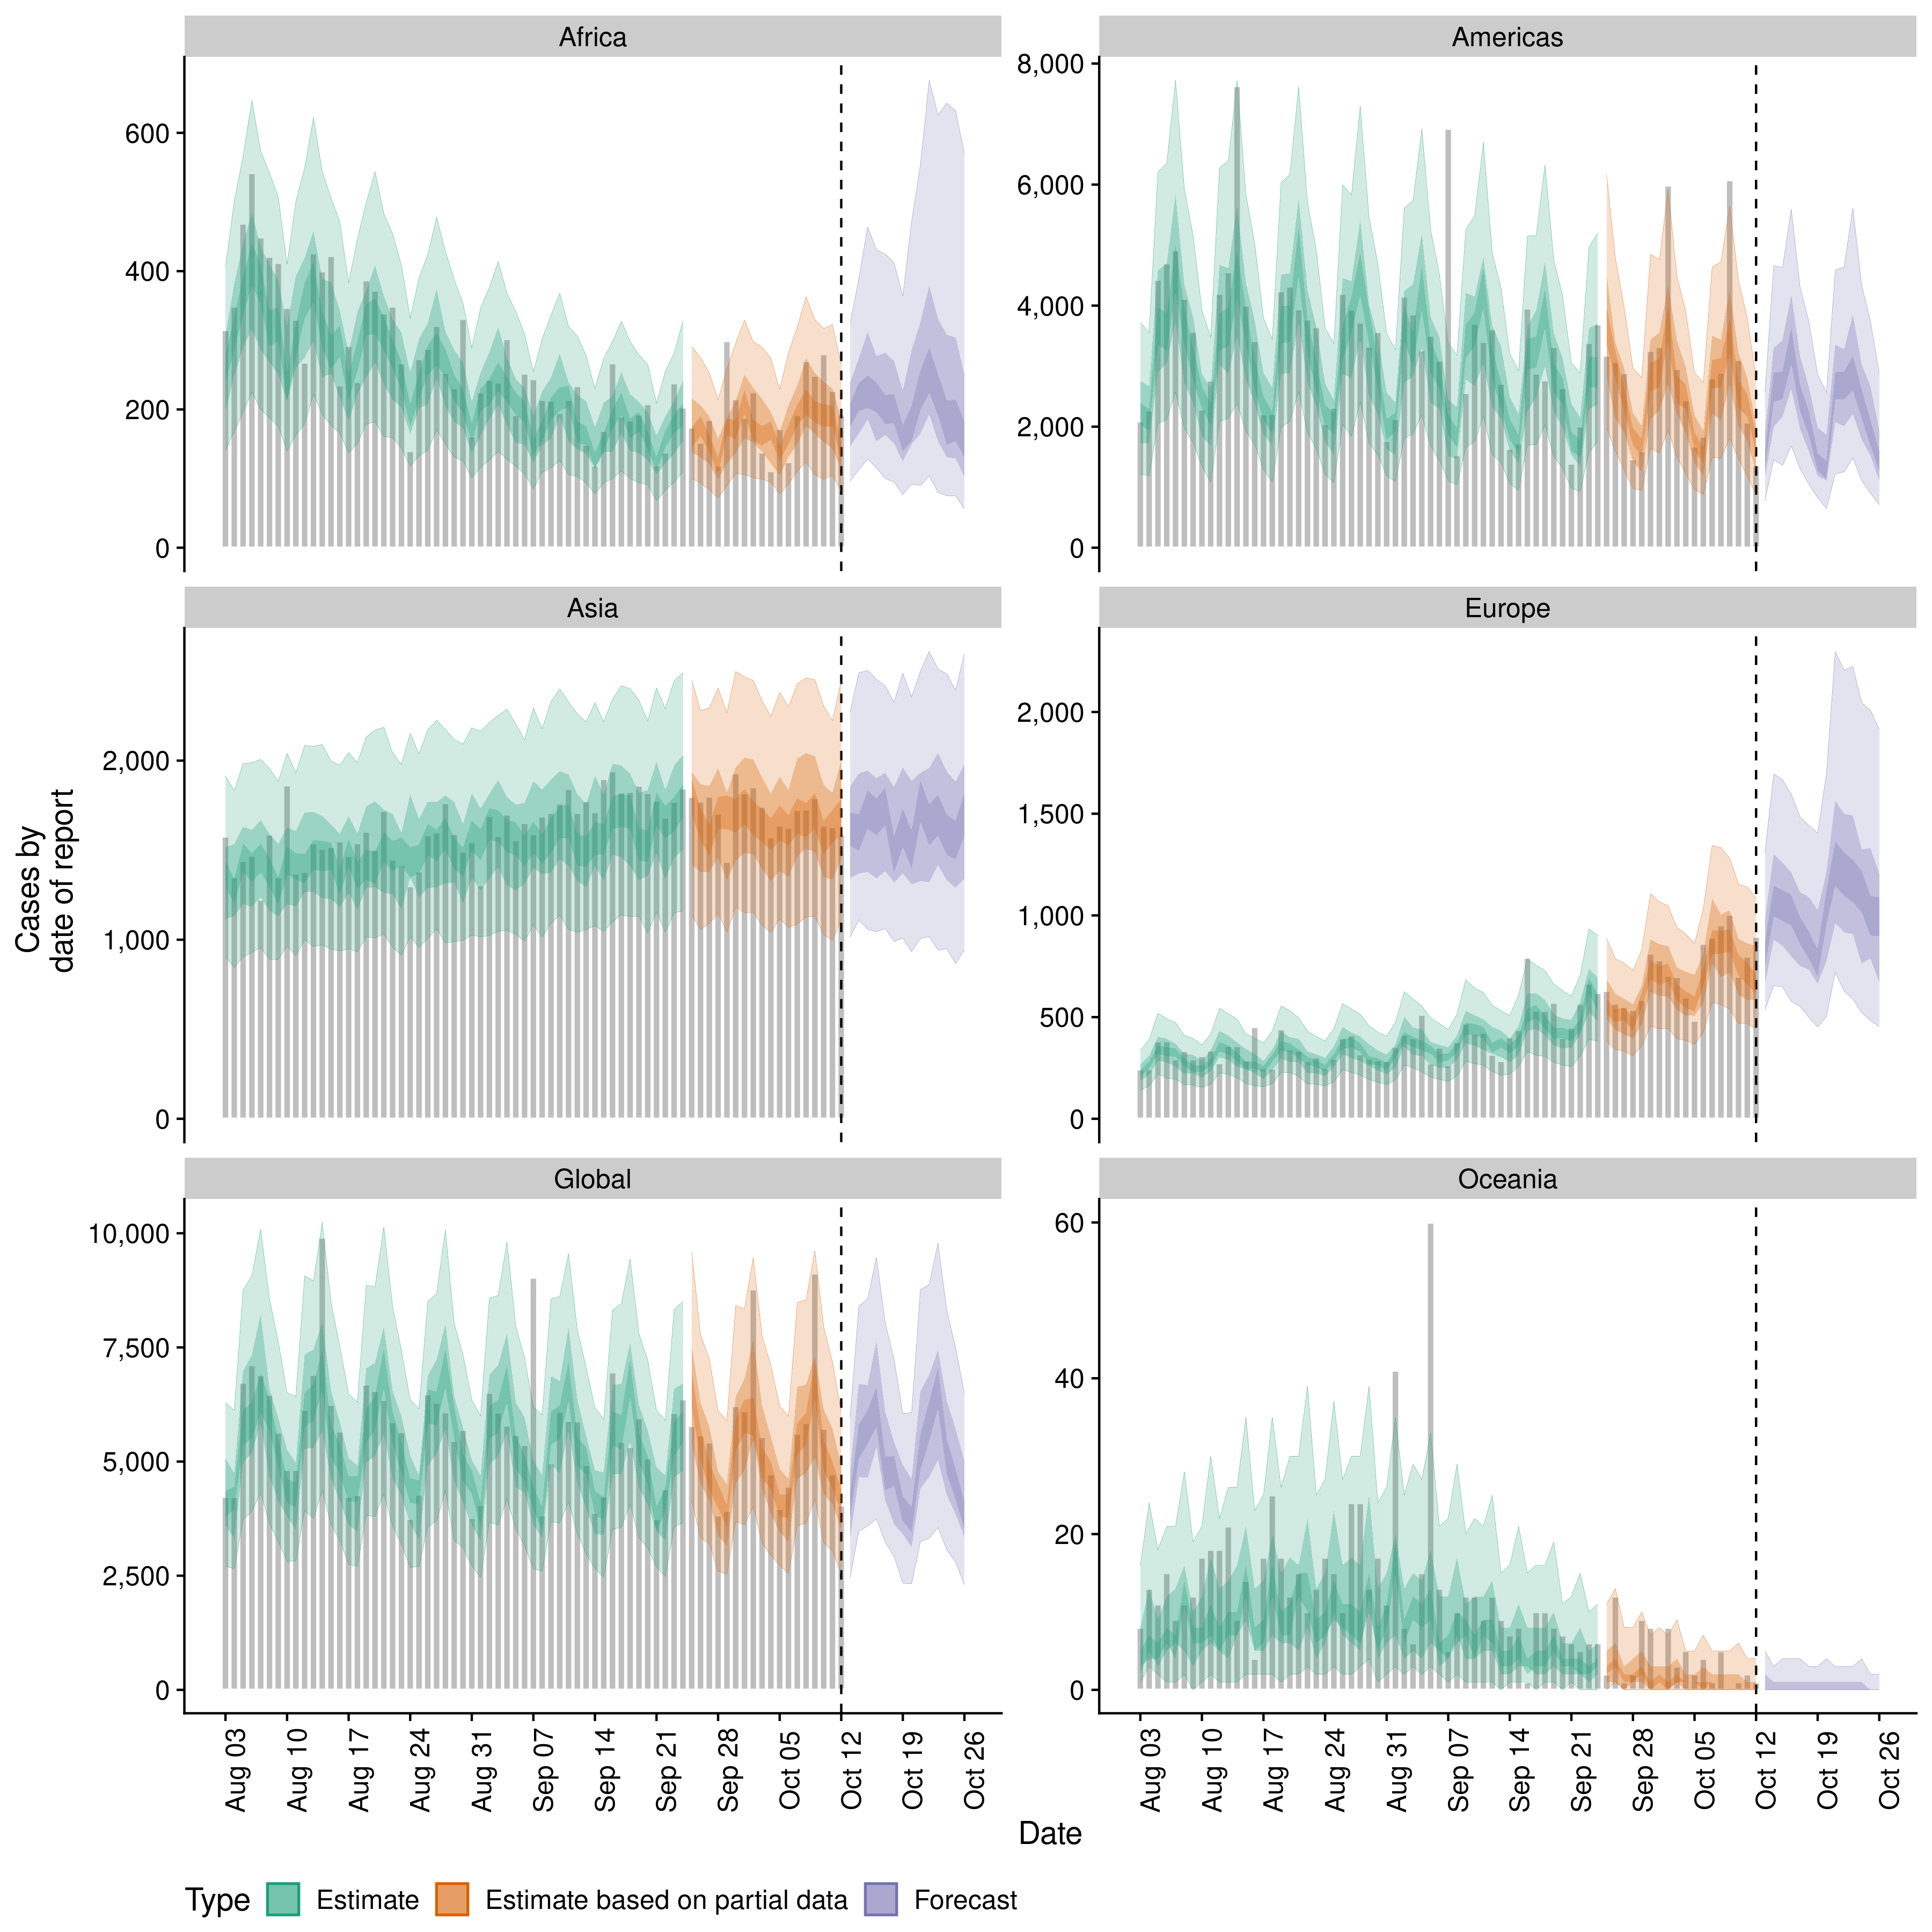 Africa
Americas
600
400
200
0
8,000
6,000
4,000
2,000
0
Asia
Europe
2,000
1,000
0
2,000
1,500
1,000
500
0
Cases by
date of report
Global
Oceania
10,000
7,500
5,000
2,500
0
60
40
20
0
Aug 03
Aug 10
Aug 17
Aug 24
Aug 31
Sep 07
Sep 14
Sep 21
Sep 28
Oct 05
Oct 12
Oct 19
Oct 26
Aug 03
Aug 10
Aug 17
Aug 24
Aug 31
Sep 07
Sep 14
Sep 21
Sep 28
Oct 05
Oct 12
Oct 19
Oct 26
Date
Type Estimate Estimate based on partial data Forecast